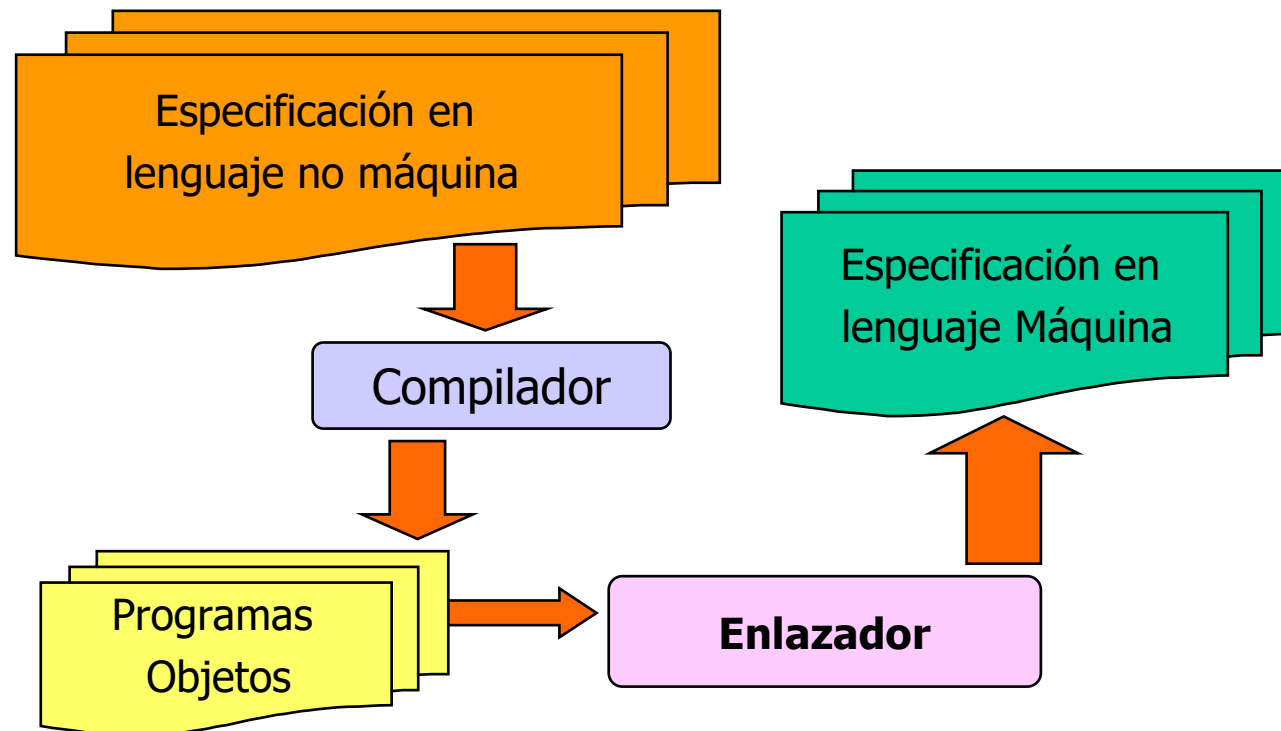 Especificación en
lenguaje no máquina
Compilador
Programas
Objetos
Enlazador
Especificación en
lenguaje Máquina